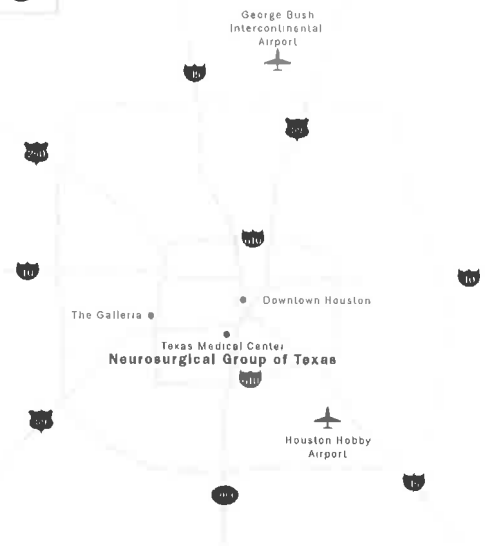 George Bush
Intercontinental
Airport
610
10
10
Downtown Houston
The Galleria
Texas Medical Center
Neurosurgical Group of Texas
610
59
Houston Hobby
Airport